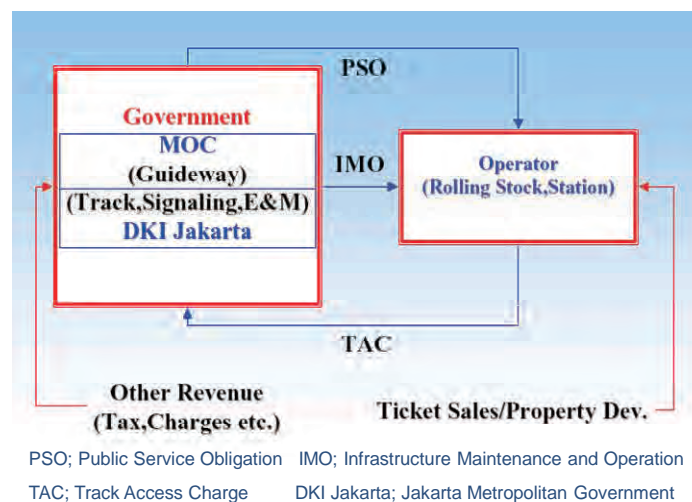 PSO
Government
MOC
(Guideway)
(Track,Signaling,E&M)
DKI Jakarta
IMO
Operator
(Rolling Stock,Station)
TAC
Other Revenue
(Tax,Charges etc.)
Ticket Sales/Property Dev.
PSO; Public Service Obligation IMO; Infrastructure Maintenance and Operation
TAC; Track Access Charge DKI Jakarta; Jakarta Metropolitan Government